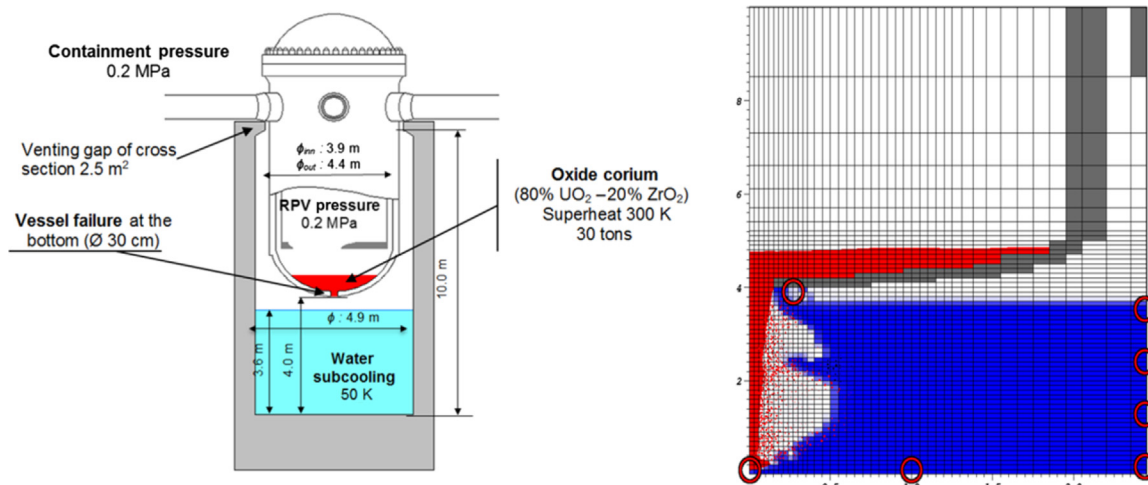 Containment pressure
0.2 MPa
Venting gap of cross
section 2.5 m²
ϕinn : 3.9 m
ϕout : 4.4 m
RPV pressure
0.2 MPa
Vessel failure at the
bottom (Ø 30 cm)
Oxide corium
(80% UO₂ –20% ZrO₂)
Superheat 300 K
30 tons
10.0 m
ϕ : 4.9 m
3.6 m
4.0 m
Water
subcooling
50 K
8
6
4
2